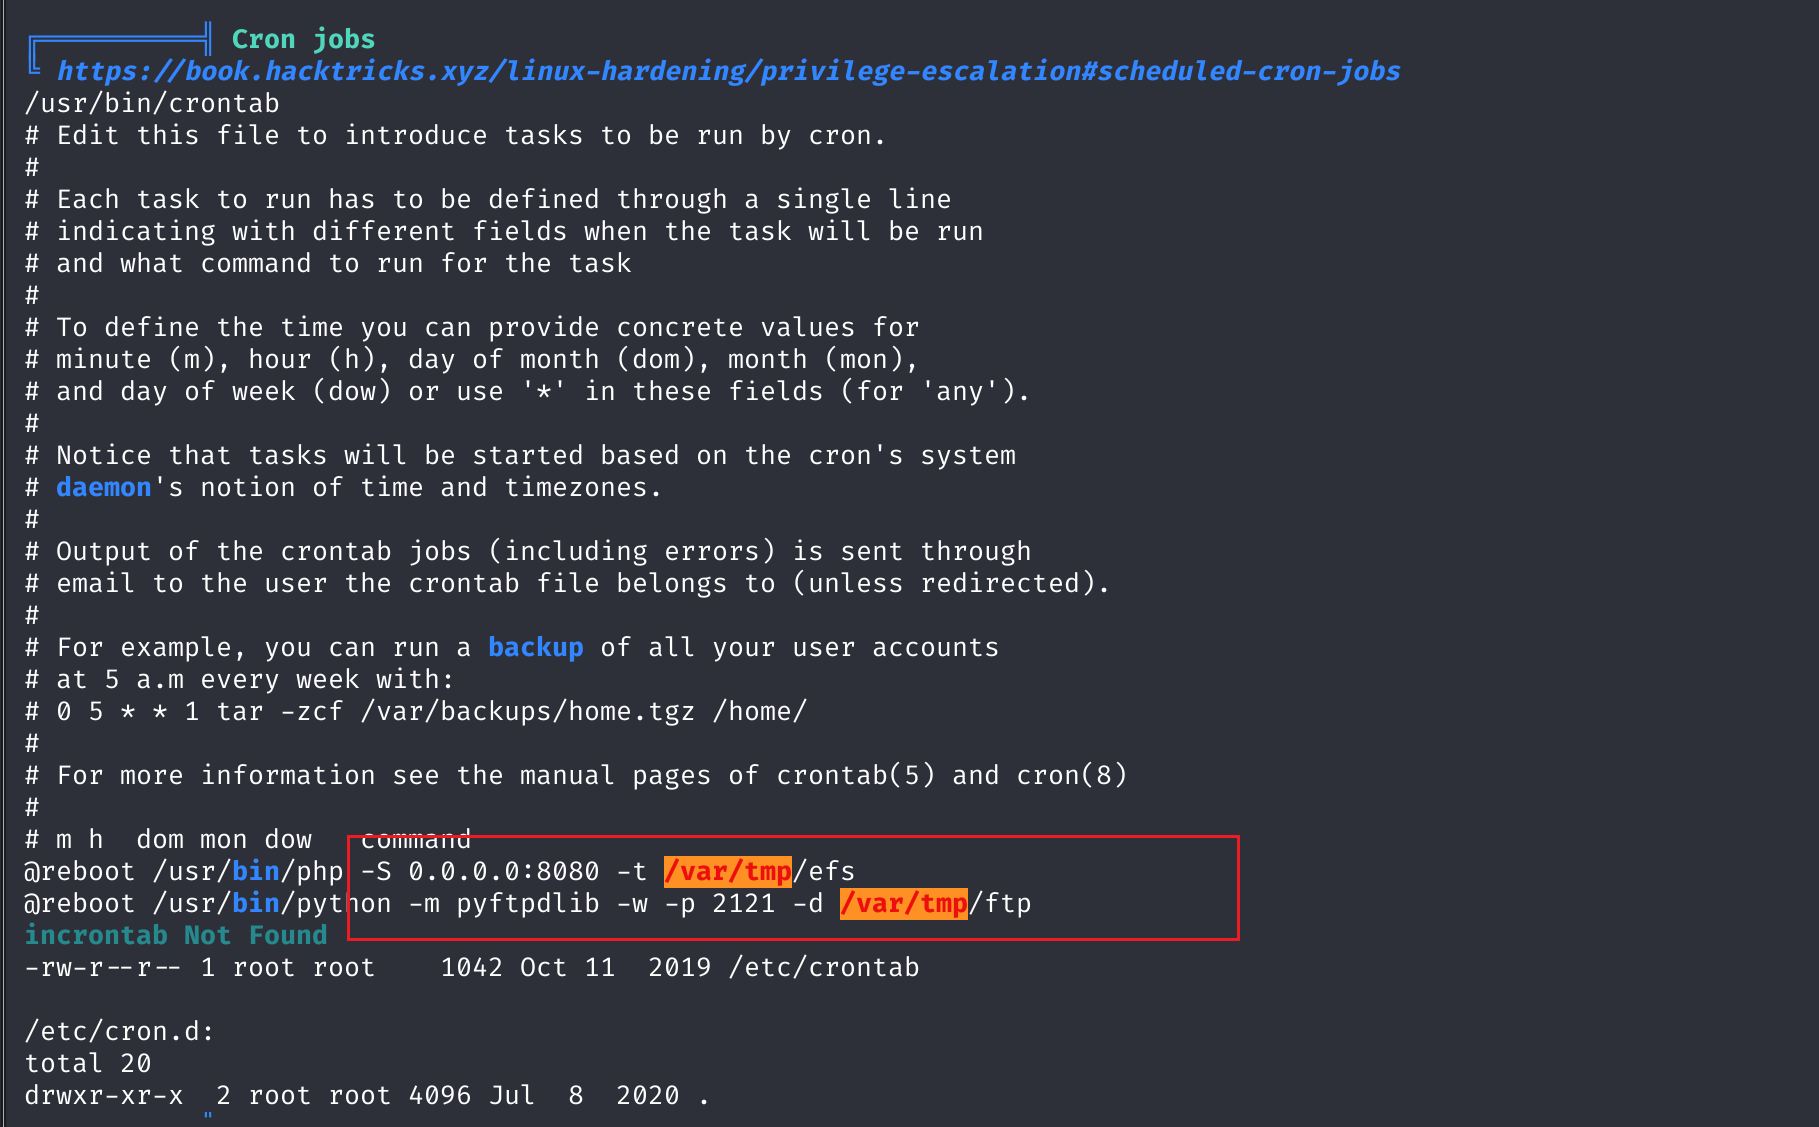 Cron jobs
https://book.hacktricks.xyz/linux-hardening/privilege-escalation#scheduled-cron-jobs
/usr/bin/crontab
# Edit this file to introduce tasks to be run by cron.
#
# Each task to run has to be defined through a single line
# indicating with different fields when the task will be run
# and what command to run for the task
#
# To define the time you can provide concrete values for
# minute (m), hour (h), day of month (dom), month (mon),
# and day of week (dow) or use '*' in these fields (for 'any').
#
# Notice that tasks will be started based on the cron's system
# daemon's notion of time and timezones.
#
# Output of the crontab jobs (including errors) is sent through
# email to the user the crontab file belongs to (unless redirected).
#
# For example, you can run a backup of all your user accounts
# at 5 a.m every week with:
# 0 5 * * 1 tar -zcf /var/backups/home.tgz /home/
#
# For more information see the manual pages of crontab(5) and cron(8)
#
# m h  dom mon dow   command
@reboot /usr/bin/php -S 0.0.0.0:8080 -t /var/tmp/efs
@reboot /usr/bin/python -m pyftpdlib -w -p 2121 -d /var/tmp/ftp
incrontab Not Found
-rw-r--r-- 1 root root    1042 Oct 11  2019 /etc/crontab
/etc/cron.d:
total 20
drwxr-xr-x  2 root root 4096 Jul  8  2020 .